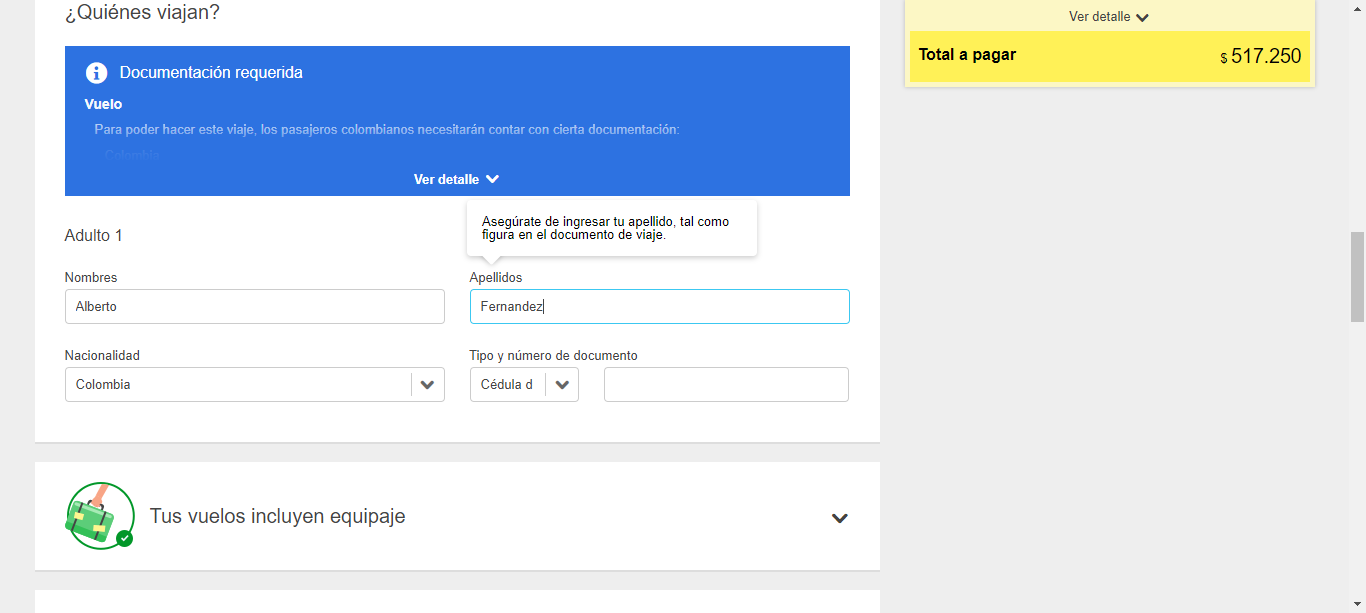 ¿Quiénes viajan?
Documentación requerida
Vuelo
Para poder hacer este viaje, los pasajeros colombianos necesitarán contar con cierta documentación:
Colombia
Ver detalle
Adulto 1
Asegúrate de ingresar tu apellido, tal como
figura en el documento de viaje.
Nombres
Apellidos
Alberto
Fernandez
Nacionalidad
Tipo y número de documento
Colombia
Cédula d
Tus vuelos incluyen equipaje
Ver detalle
Total a pagar
$ 517.250